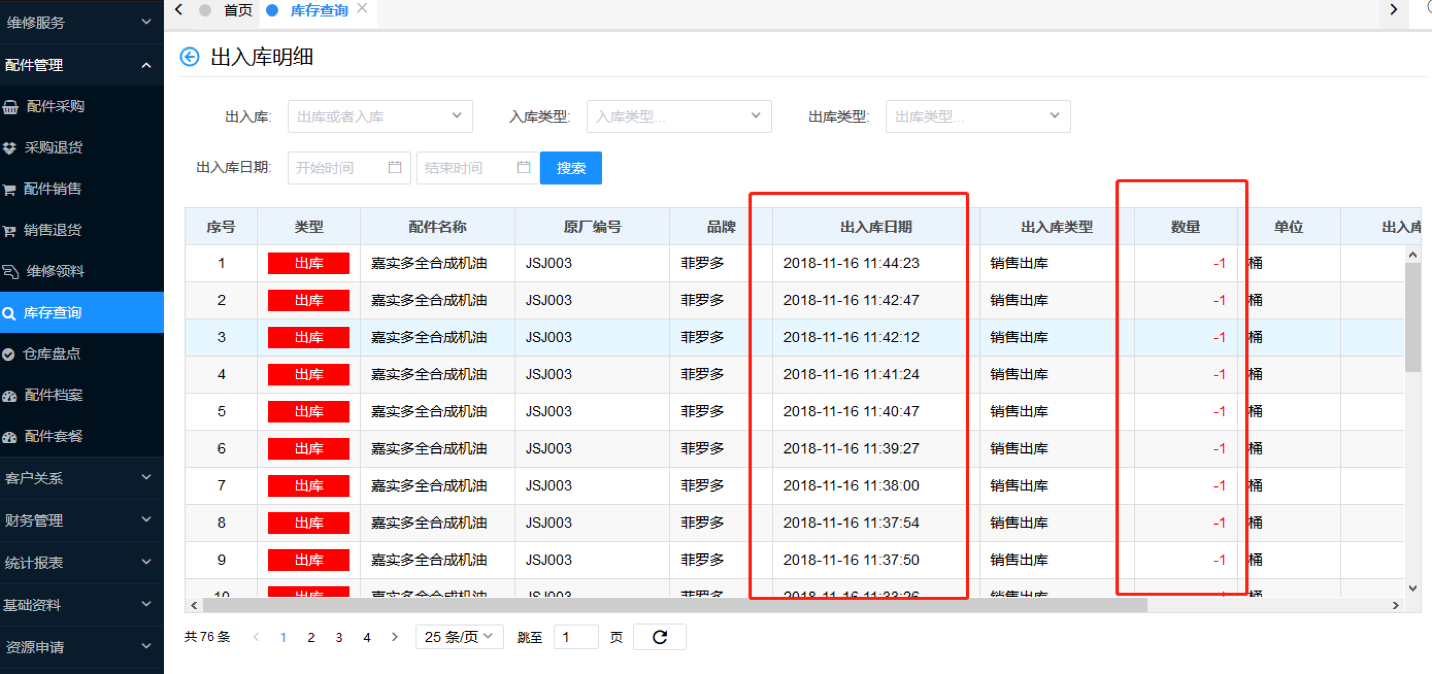 维修服务
配件管理
配件采购
采购退货
配件销售
销售退货
维修领料
库存查询
仓库盘点
配件档案
配件套餐
客户关系
财务管理
统计报表
基础资料
资源申请
首页 库存查询
出入库明细
出入库: 出库或者入库 入库类型: 入库类型... 出库类型: 出库类型...
出入库日期: 开始时间 结束时间 搜索
序号 类型 配件名称 原厂编号 品牌 出入库日期 出入库类型 数量 单位 出入库
1 出库 嘉实多全合成机油 JSJ003 菲罗多 2018-11-16 11:44:23 销售出库 -1 桶
2 出库 嘉实多全合成机油 JSJ003 菲罗多 2018-11-16 11:42:47 销售出库 -1 桶
3 出库 嘉实多全合成机油 JSJ003 菲罗多 2018-11-16 11:42:12 销售出库 -1 桶
4 出库 嘉实多全合成机油 JSJ003 菲罗多 2018-11-16 11:41:24 销售出库 -1 桶
5 出库 嘉实多全合成机油 JSJ003 菲罗多 2018-11-16 11:40:47 销售出库 -1 桶
6 出库 嘉实多全合成机油 JSJ003 菲罗多 2018-11-16 11:39:27 销售出库 -1 桶
7 出库 嘉实多全合成机油 JSJ003 菲罗多 2018-11-16 11:38:00 销售出库 -1 桶
8 出库 嘉实多全合成机油 JSJ003 菲罗多 2018-11-16 11:37:54 销售出库 -1 桶
9 出库 嘉实多全合成机油 JSJ003 菲罗多 2018-11-16 11:37:50 销售出库 -1 桶
10 出库 嘉实多全合成机油 JSJ003 菲罗多 2018-11-16 11:33:26 销售出库 -1 桶
共 76 条 1 2 3 4 25 条/页 跳至 1 页